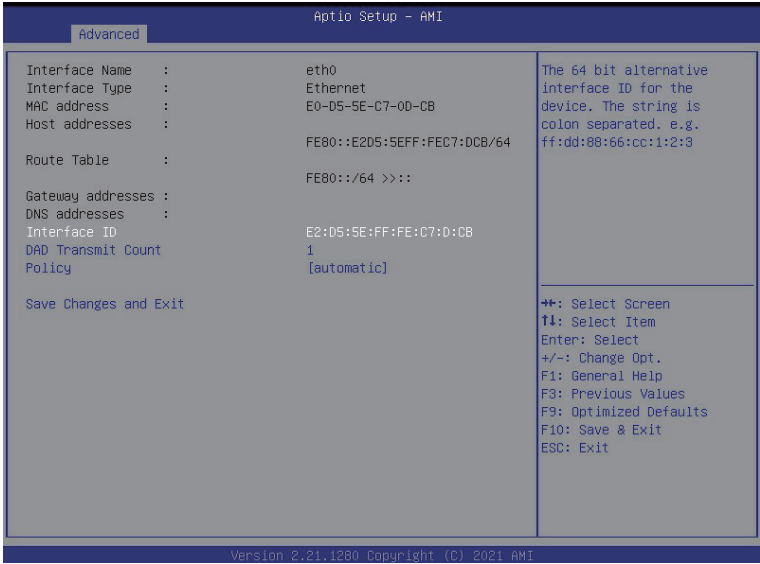 Aptio Setup – AMI
Advanced
Interface Name : eth0
Interface Type : Ethernet
MAC address : E0-D5-5E-C7-0D-CB
Host addresses :
FE80::E2D5:5EFF:FEC7:DCB/64
Route Table :
FE80::/64 >>::
Gateway addresses :
DNS addresses :
Interface ID E2:D5:5E:FF:FE:C7:D:CB
DAD Transmit Count 1
Policy [automatic]
Save Changes and Exit
The 64 bit alternative
interface ID for the
device. The string is
colon separated. e.g.
ff:dd:88:66:cc:1:2:3
→←: Select Screen
↑↓: Select Item
Enter: Select
+/-: Change Opt.
F1: General Help
F3: Previous Values
F9: Optimized Defaults
F10: Save & Exit
ESC: Exit
Version 2.21.1280 Copyright (C) 2021 AMI